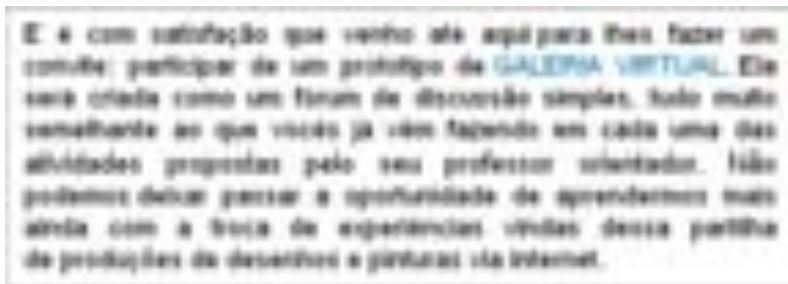 E é com satisfação que venho até aqui para lhes fazer um
convite: participar de um protótipo de GALERIA VIRTUAL. Ela
será criada como um fórum de discussão simples, tudo muito
semelhante ao que vocês já vêm fazendo em cada uma das
atividades propostas pelo seu professor orientador. Não
podemos deixar passar a oportunidade de aprendermos mais
ainda com a troca de experiências vindas dessa partilha
de produções de desenhos e pinturas via internet.